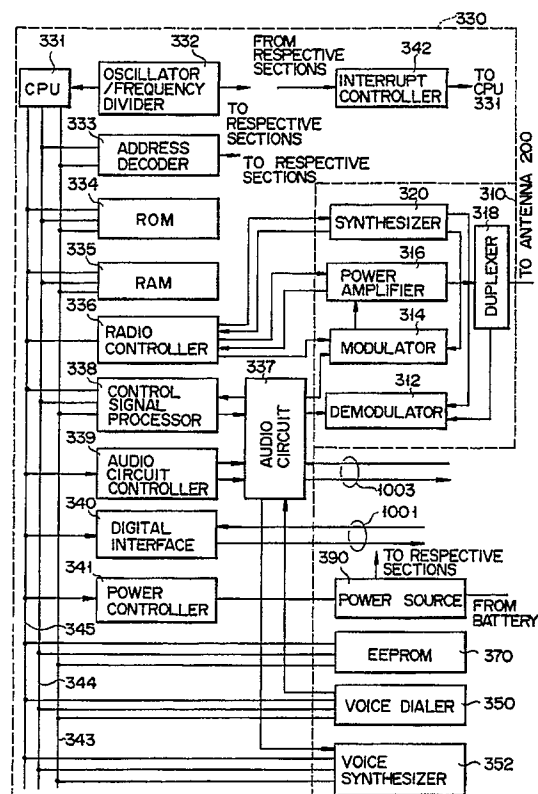 330
331
332
FROM
RESPECTIVE
SECTIONS
342
CPU
OSCILLATOR
/FREQUENCY
DIVIDER
INTERRUPT
CONTROLLER
TO
CPU
331
TO
RESPECTIVE
SECTIONS
333
ADDRESS
DECODER
TO RESPECTIVE
SECTIONS
310
334
ROM
320
SYNTHESIZER
318
DUPLEXER
TO ANTENNA 200
335
RAM
316
POWER
AMPLIFIER
336
RADIO
CONTROLLER
314
MODULATOR
338
CONTROL
SIGNAL
PROCESSOR
337
AUDIO
CIRCUIT
312
DEMODULATOR
339
AUDIO
CIRCUIT
CONTROLLER
1003
340
DIGITAL
INTERFACE
1001
341
POWER
CONTROLLER
390
TO RESPECTIVE
SECTIONS
POWER SOURCE
FROM
BATTERY
345
EEPROM
370
344
VOICE DIALER
350
343
VOICE
SYNTHESIZER
352